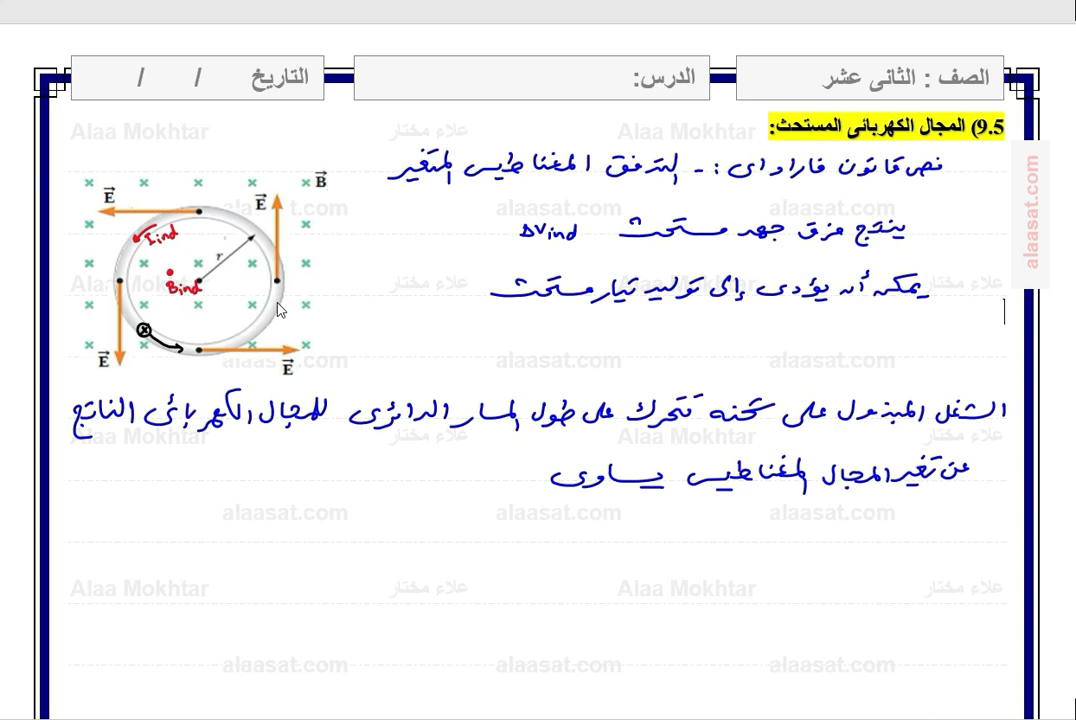 الصف : الثانى عشر
الدرس:
التاريخ / /
9.5) المجال الكهربائى المستحث:
نص قانون فاراداى :- التدفق المغناطيسى المتغير
ينتج فرق جهد مستحث ΔVind
يمكنه أن يؤدى إلى توليد تيار مستحث
B
E
E
Iind
r
Bind
E
E
الشغل المبذول على شحنه تتحرك على طول المسار الدائرى للمجال الكهربائى الناتج
عن تغير المجال المغناطيسى يساوى
alaasat.com
Alaa Mokhtar
علاء مختار